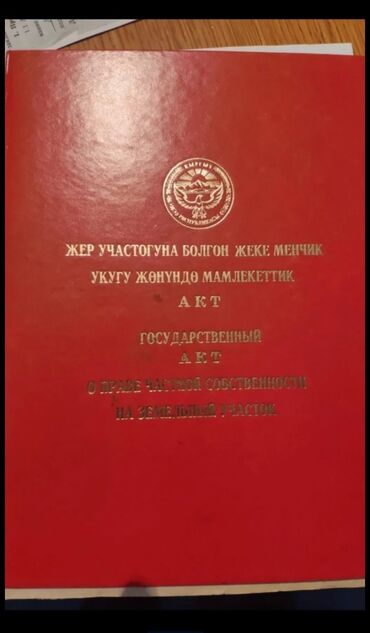 ЖЕР УЧАСТОГУНА БОЛГОН ЖЕКЕ МЕНЧИК
УКУГУ ЖӨНҮНДӨ МАМЛЕКЕТТИК
АКТ
ГОСУДАРСТВЕННЫЙ
АКТ
О ПРАВЕ ЧАСТНОЙ СОБСТВЕННОСТИ
НА ЗЕМЕЛЬНЫЙ УЧАСТОК